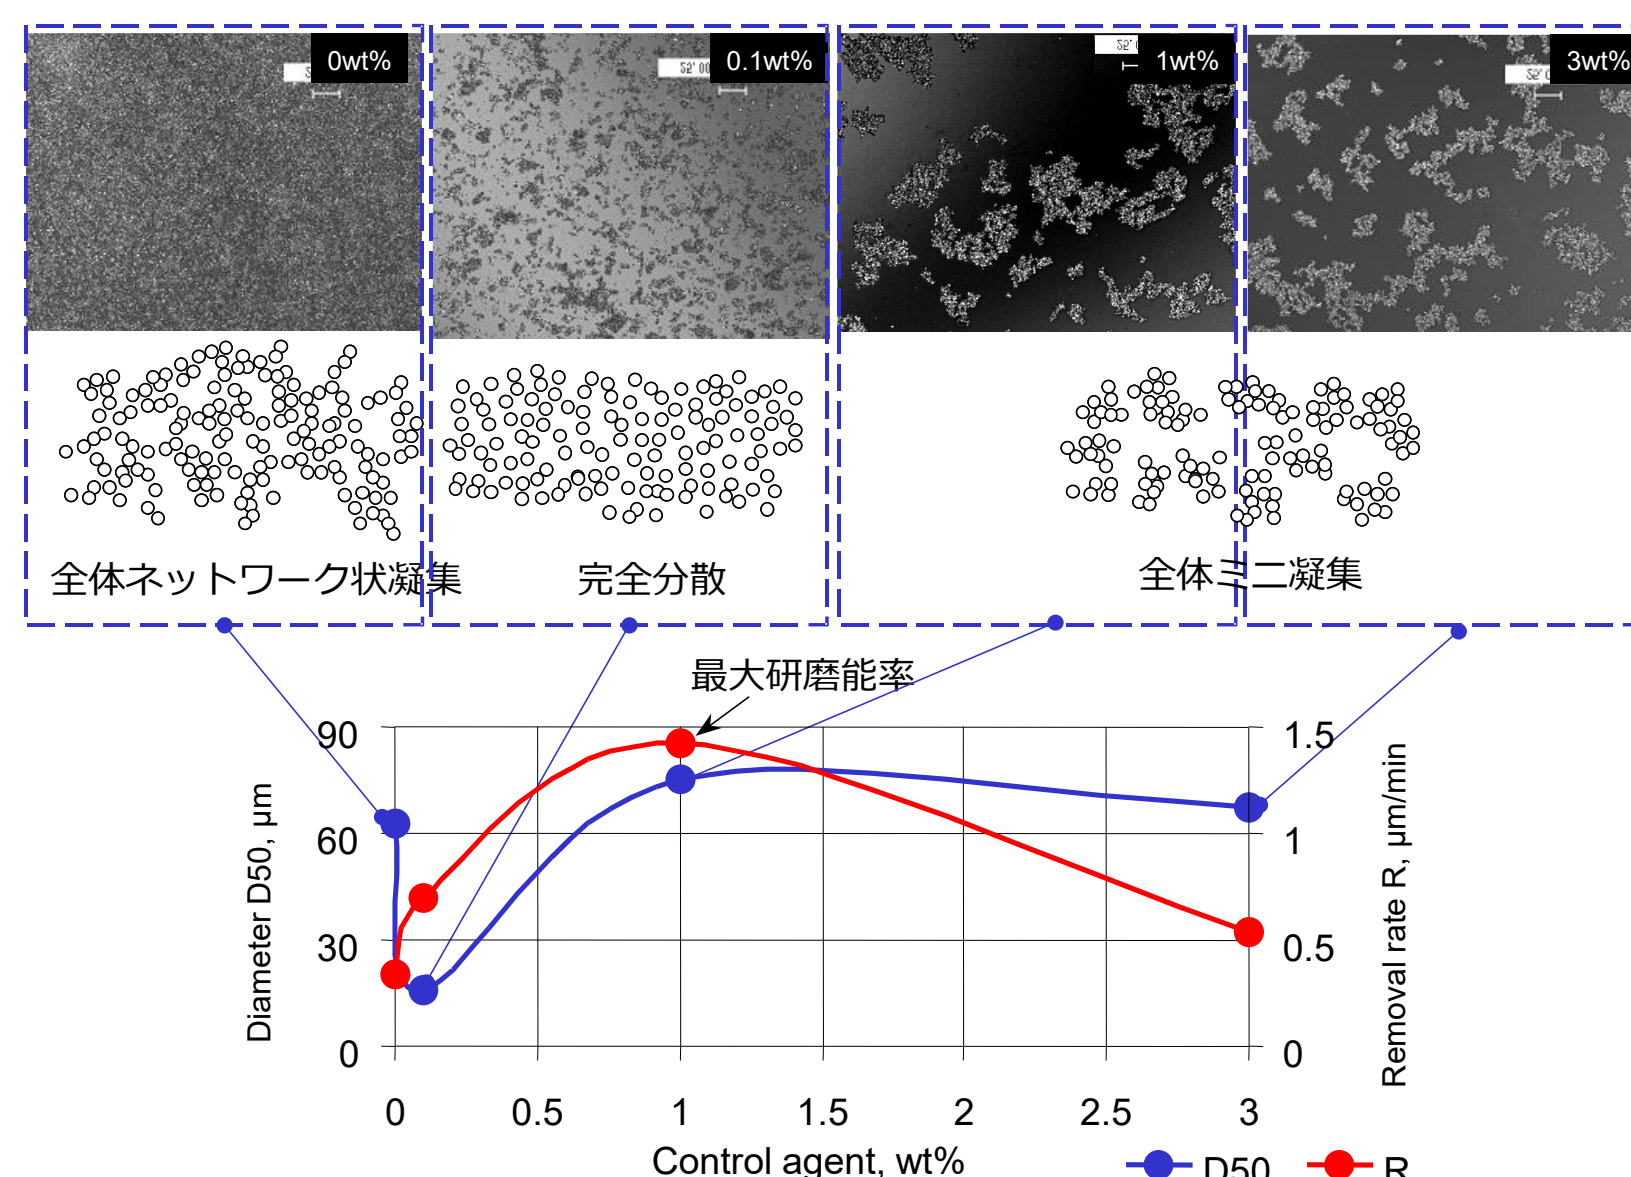 0wt%
0.1wt%
1wt%
3wt%
全体ネットワーク状凝集
完全分散
全体ミニ凝集
最大研磨能率
90
60
30
0
Diameter D50, μm
1.5
1
0.5
0
Removal rate R, μm/min
0 0.5 1 1.5 2 2.5 3
Control agent, wt%
D50 R